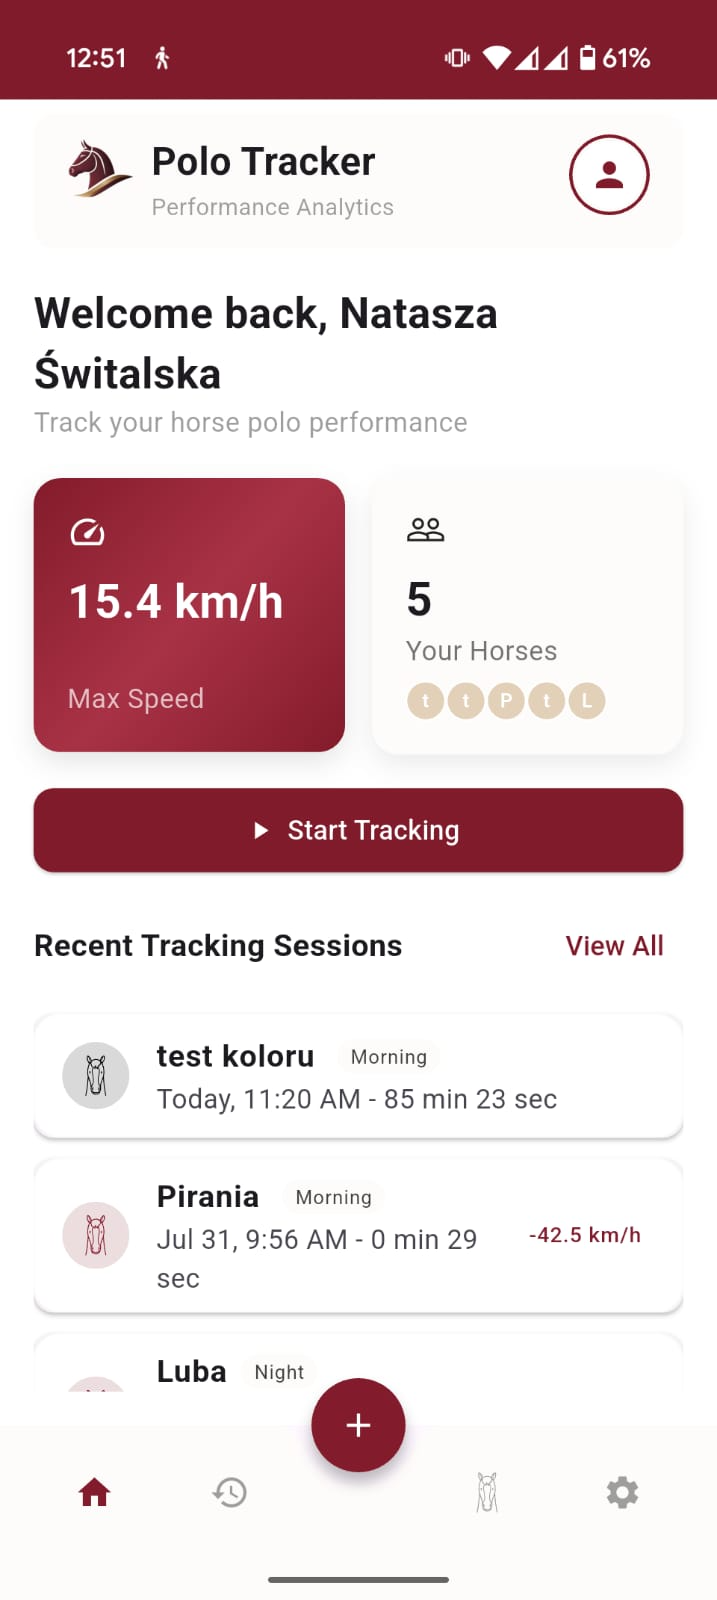 12:51
61%
Polo Tracker
Performance Analytics
Welcome back, Natasza
Świtalska
Track your horse polo performance
15.4 km/h
Max Speed
5
Your Horses
t t P t L
Start Tracking
Recent Tracking Sessions
View All
test koloru
Morning
Today, 11:20 AM - 85 min 23 sec
Pirania
Morning
Jul 31, 9:56 AM - 0 min 29
sec
-42.5 km/h
Luba
Night